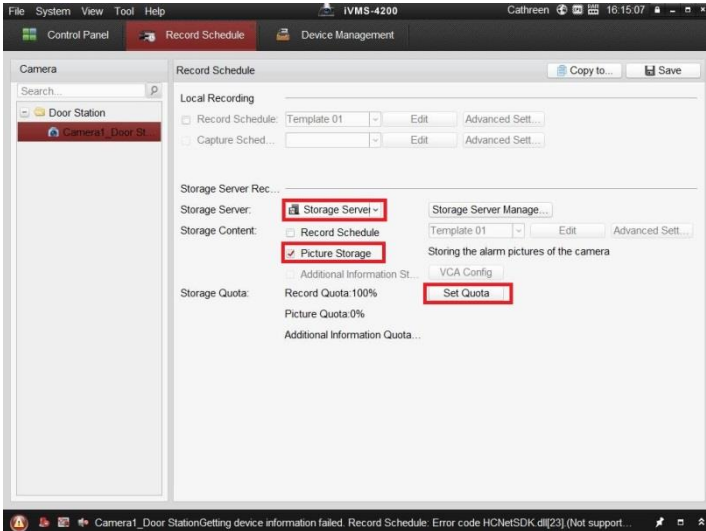 File System View Tool Help iVMS-4200 Cathreen 16:15:07
Control Panel Record Schedule Device Management
Camera
Search...
Door Station
Camera1_Door St...
Record Schedule Copy to... Save
Local Recording
Record Schedule: Template 01 Edit Advanced Sett...
Capture Sched... Edit Advanced Sett...
Storage Server Rec...
Storage Server: Storage Server Storage Server Manage...
Storage Content: Record Schedule Template 01 Edit Advanced Sett...
Picture Storage Storing the alarm pictures of the camera
Additional Information St... VCA Config
Storage Quota: Record Quota:100% Set Quota
Picture Quota:0%
Additional Information Quota...
Camera1_Door StationGetting device information failed. Record Schedule: Error code HCNetSDK.dll[23].(Not support...